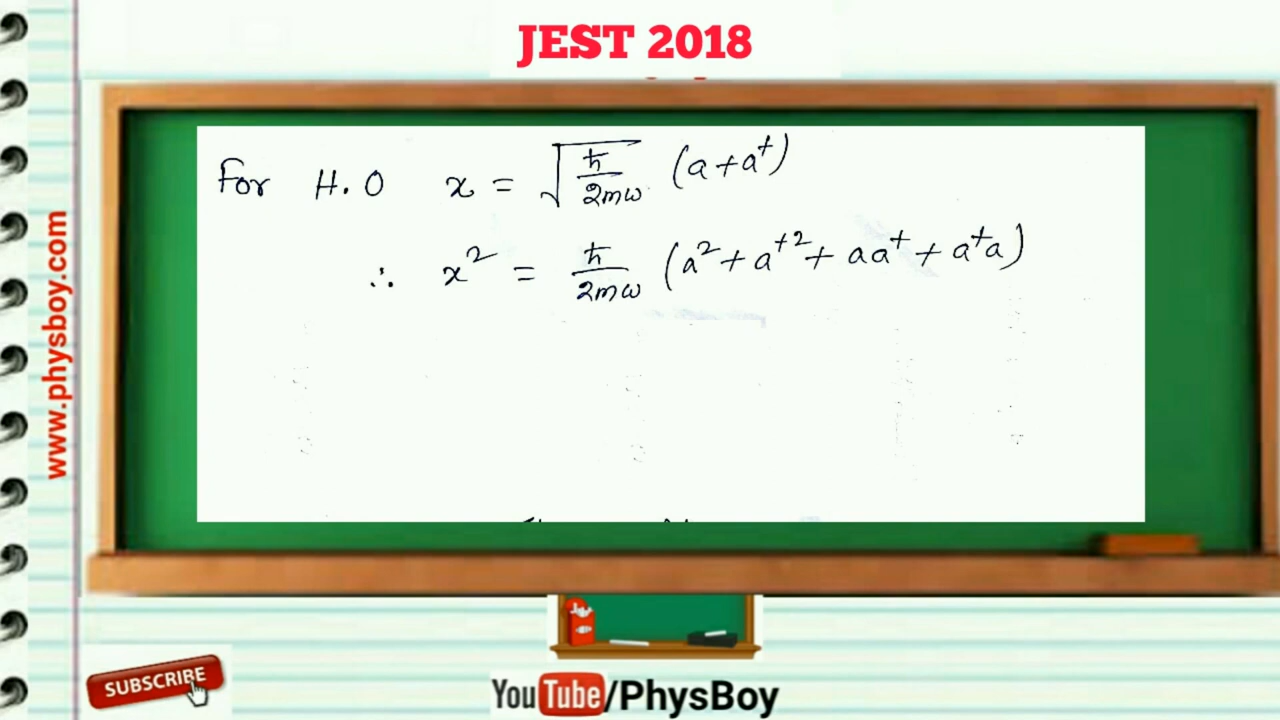 JEST 2018
For H.O x = √(ħ/2mω) (a + a†)
∴ x² = ħ/2mω (a² + a†² + aa† + a†a)
www.physboy.com
SUBSCRIBE
YouTube/PhysBoy